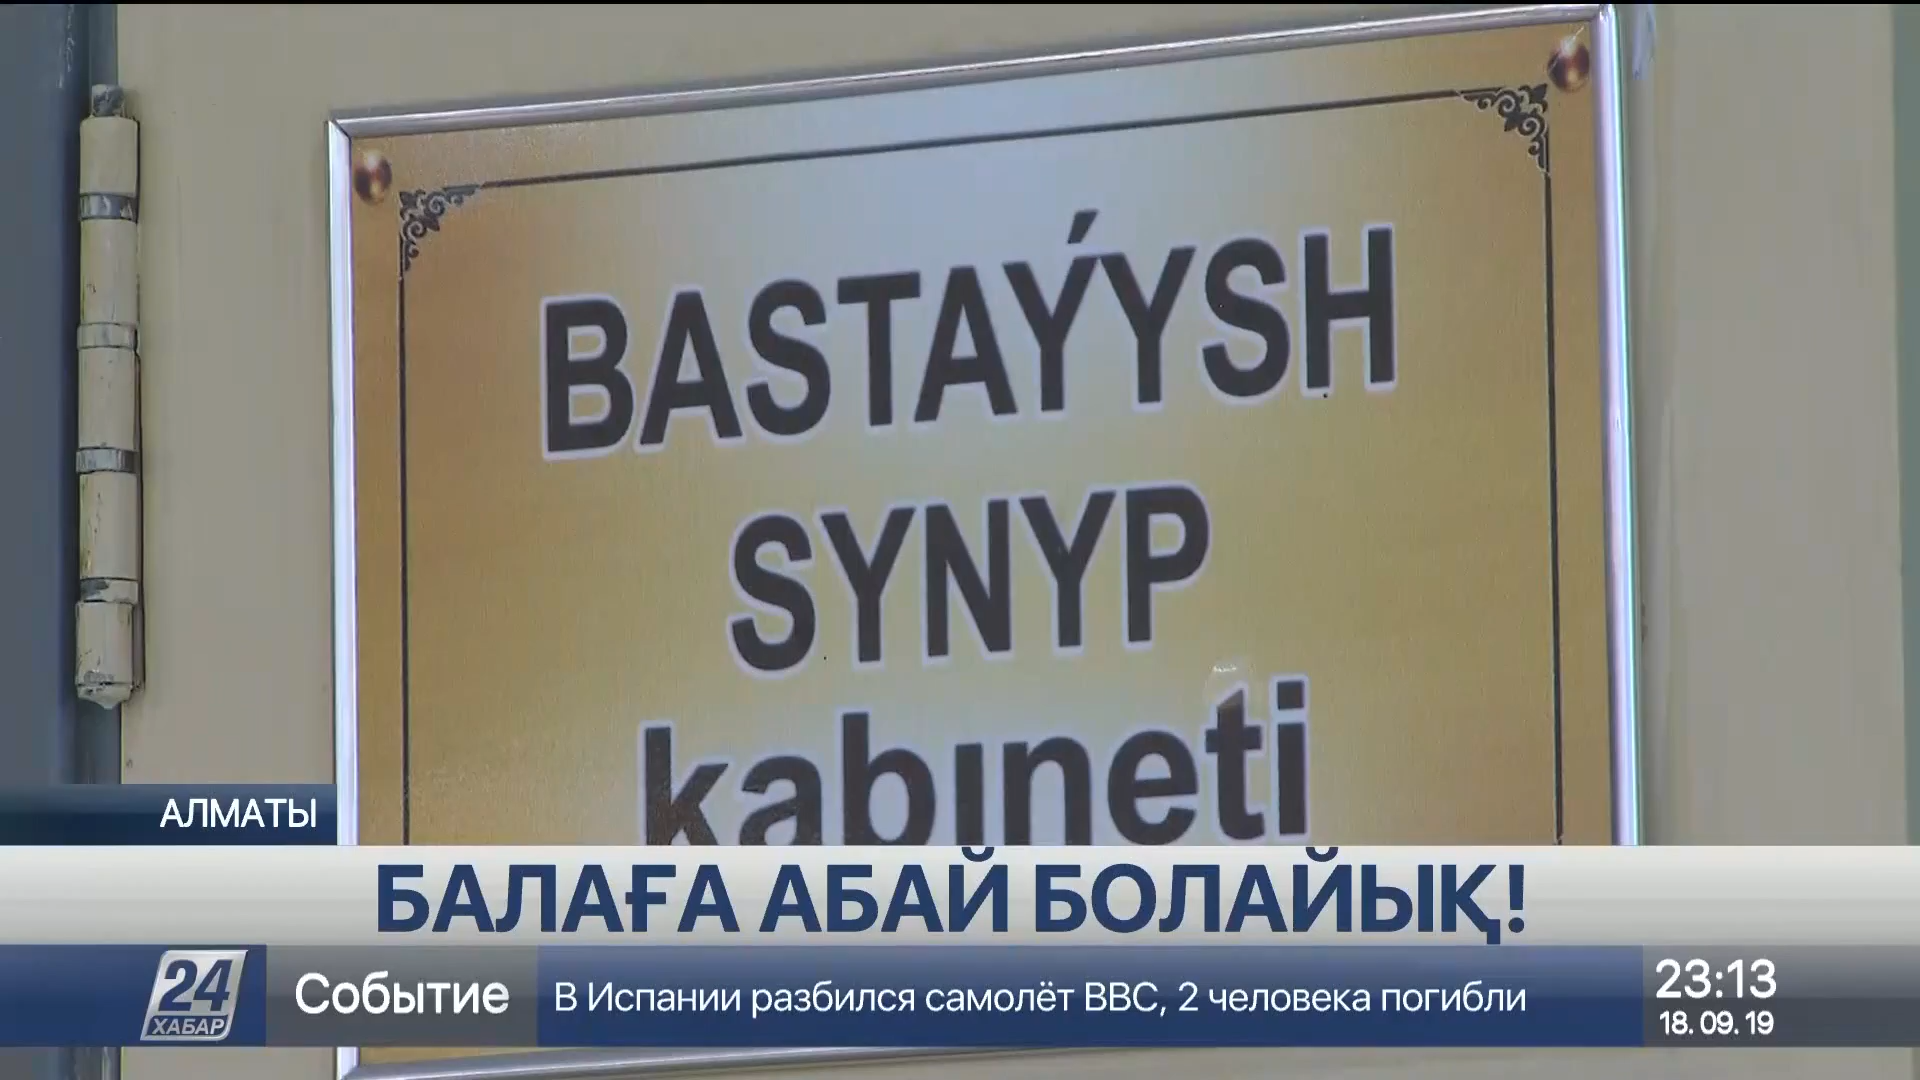 BASTAÝYSH
SYNYP
kabıneti
АЛМАТЫ
БАЛАҒА АБАЙ БОЛАЙЫҚ!
24
ХАБАР
Событие
В Испании разбился самолёт ВВС, 2 человека погибли
23:13
18. 09. 19